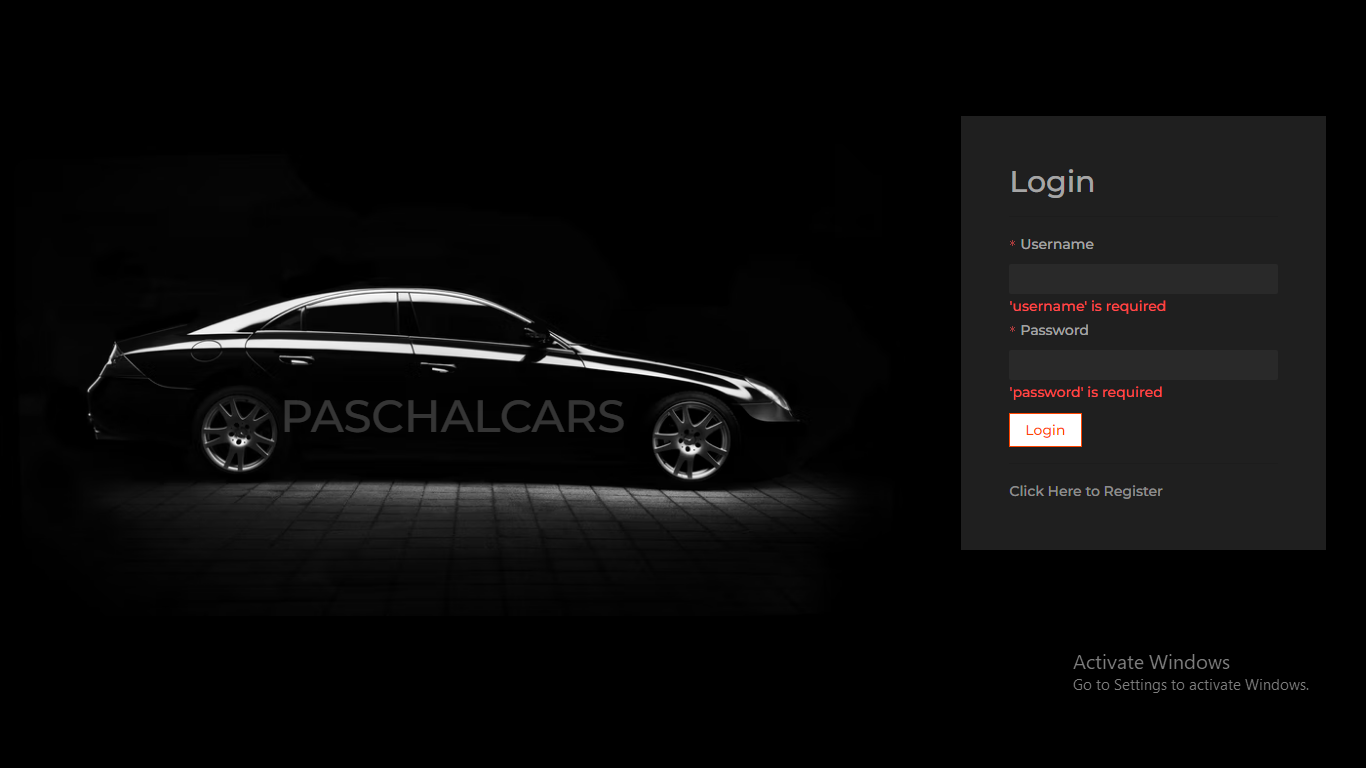 PASCHALCARS
Login
* Username
'username' is required
* Password
'password' is required
Login
Click Here to Register
Activate Windows
Go to Settings to activate Windows.